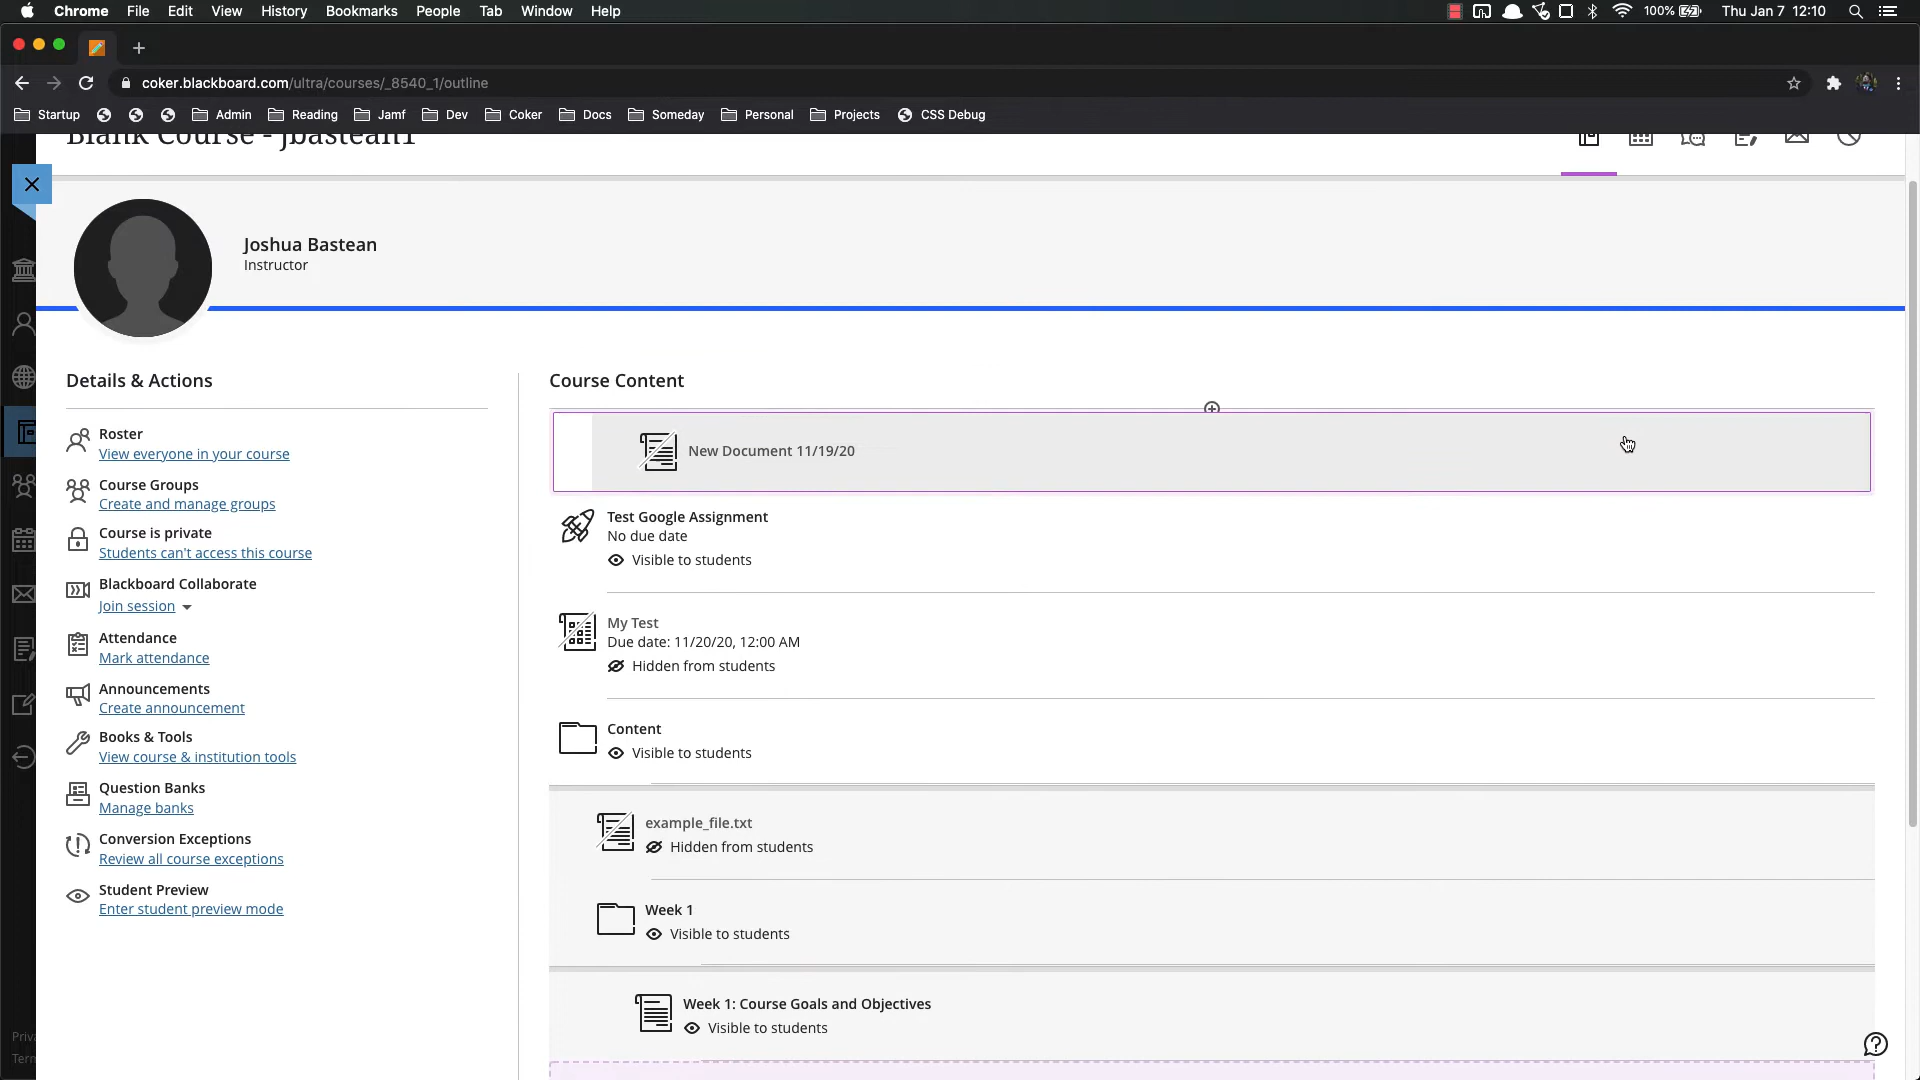 Chrome File Edit View History Bookmarks People Tab Window Help 100% Thu Jan 7 12:10
coker.blackboard.com/ultra/courses/_8540_1/outline
Startup Admin Reading Jamf Dev Coker Docs Someday Personal Projects CSS Debug
Blank Course - jbastean1
Joshua Bastean
Instructor
Details & Actions
Roster
View everyone in your course
Course Groups
Create and manage groups
Course is private
Students can't access this course
Blackboard Collaborate
Join session
Attendance
Mark attendance
Announcements
Create announcement
Books & Tools
View course & institution tools
Question Banks
Manage banks
Conversion Exceptions
Review all course exceptions
Student Preview
Enter student preview mode
Course Content
New Document 11/19/20
Test Google Assignment
No due date
Visible to students
My Test
Due date: 11/20/20, 12:00 AM
Hidden from students
Content
Visible to students
example_file.txt
Hidden from students
Week 1
Visible to students
Week 1: Course Goals and Objectives
Visible to students